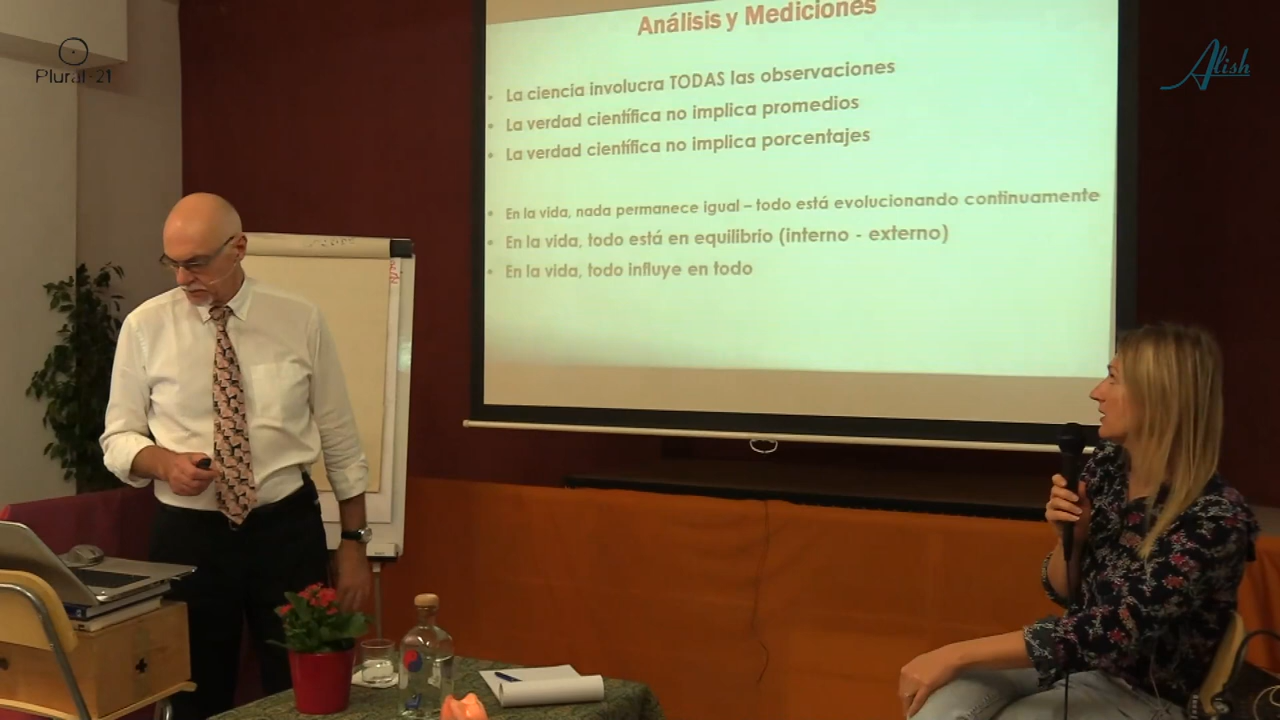 Plural-21
Alish
Análisis y Mediciones
• La ciencia involucra TODAS las observaciones
• La verdad científica no implica promedios
• La verdad científica no implica porcentajes
• En la vida, nada permanece igual – todo está evolucionando continuamente
• En la vida, todo está en equilibrio (interno - externo)
• En la vida, todo influye en todo